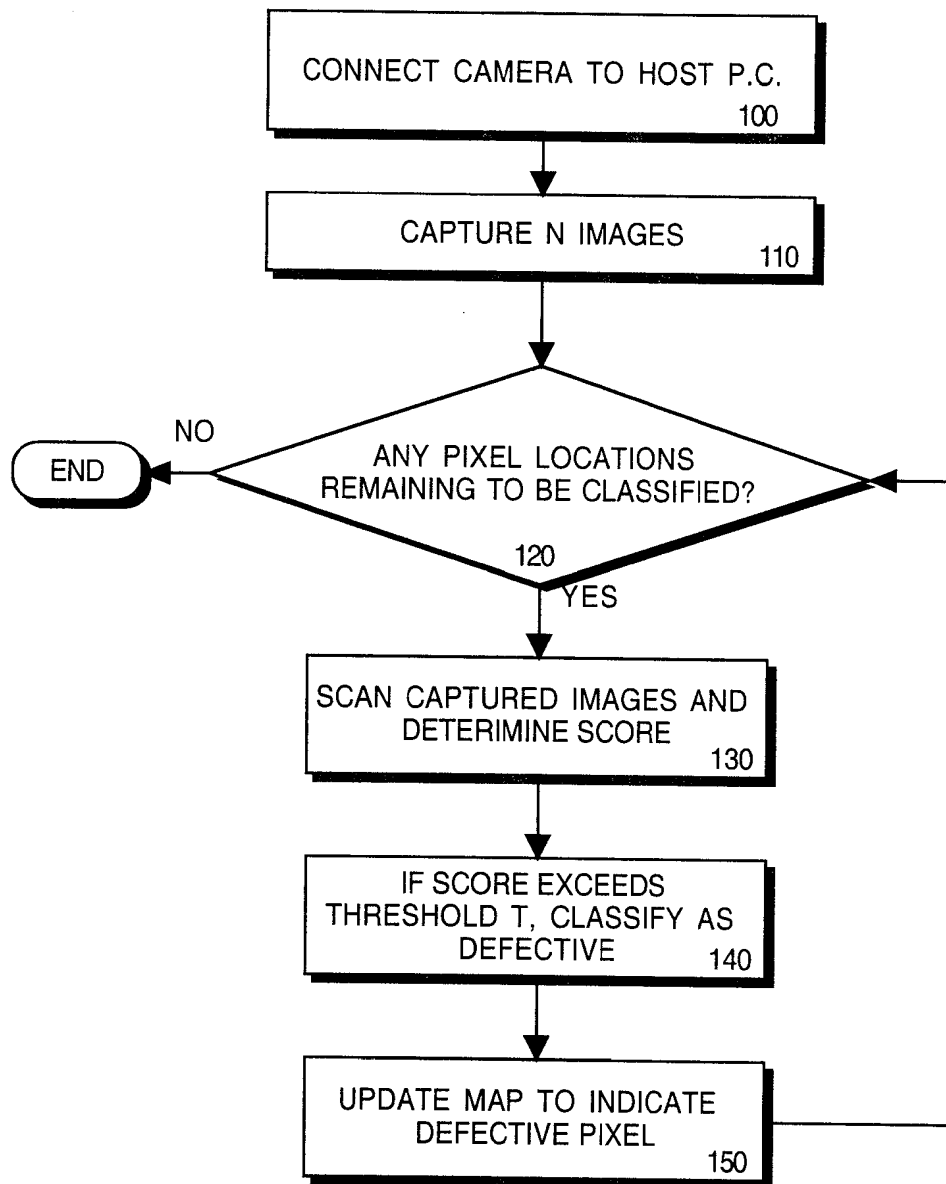 CONNECT CAMERA TO HOST P.C.
100
CAPTURE N IMAGES
110
NO
END
ANY PIXEL LOCATIONS
REMAINING TO BE CLASSIFIED?
120
YES
SCAN CAPTURED IMAGES AND
DETERIMINE SCORE
130
IF SCORE EXCEEDS
THRESHOLD T, CLASSIFY AS
DEFECTIVE
140
UPDATE MAP TO INDICATE
DEFECTIVE PIXEL
150